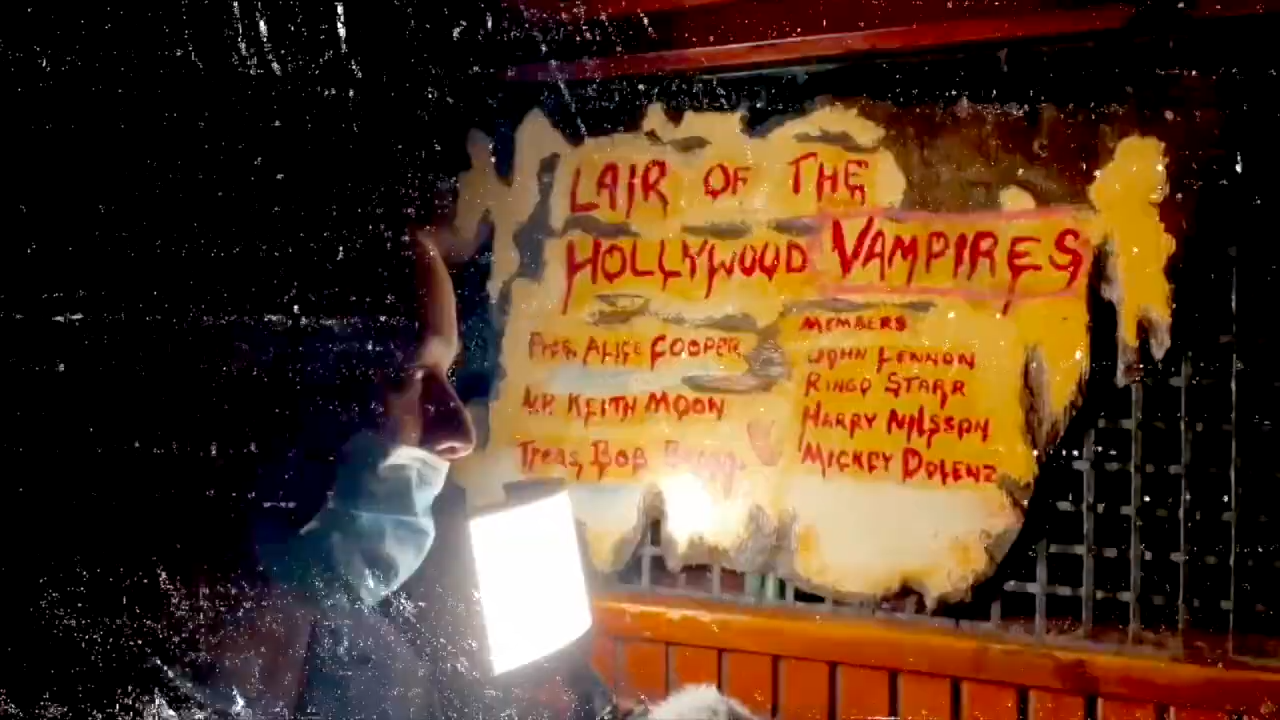 LAIR OF THE
HOLLYWOOD VAMPIRES
Pres. ALICE COOPER
V.P. KEITH MOON
Treas. BOB
MEMBERS
JOHN LENNON
RINGO STARR
HARRY NILSSON
MICKEY DOLENZ